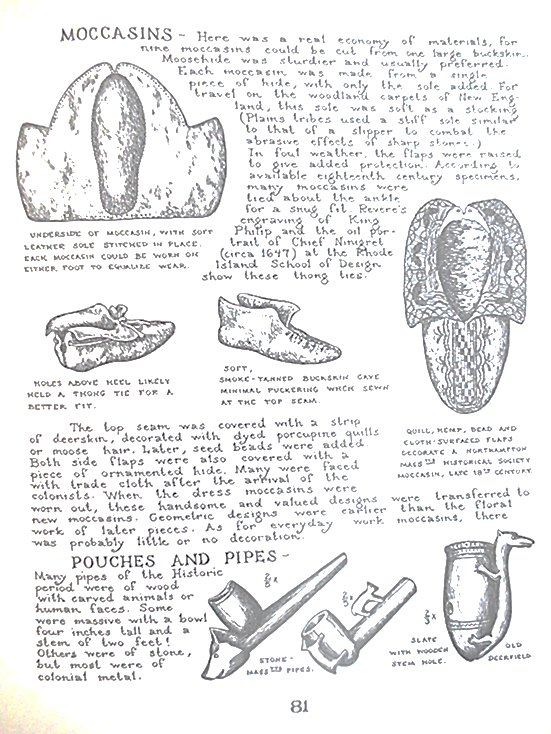 MOCCASINS - Here was a real economy of materials, for
nine moccasins could be cut from one large buckskin.
Moosehide was sturdier and usually preferred.
Each moccasin was made from a single
piece of hide, with only the sole added. For
travel on the woodland carpets of New Eng-
land, this sole was soft as a stocking
(Plains tribes used a stiff sole similar
to that of a slipper to combat the
abrasive effects of sharp stones.)
In foul weather, the flaps were raised
to give added protection. According to
available eighteenth century specimens,
many moccasins were
tied about the ankle
for a snug fit. Revere's
engraving of King
Philip and the oil por-
trait of Chief Ninigret
(circa 1647) at the Rhode
Island School of Design
show these thong ties.
UNDERSIDE OF MOCCASIN, WITH SOFT
LEATHER SOLE STITCHED IN PLACE.
EACH MOCCASIN COULD BE WORN ON
EITHER FOOT TO EQUALIZE WEAR.
HOLES ABOVE HEEL LIKELY
HELD A THONG TIE FOR A
BETTER FIT.
SOFT,
SMOKE-TANNED BUCKSKIN GAVE
MINIMAL PUCKERING WHEN SEWN
AT THE TOP SEAM.
QUILL, HEMP, BEAD AND
CLOTH-SURFACED FLAPS
DECORATE A NORTHAMPTON
MASSTTS HISTORICAL SOCIETY
MOCCASIN, LATE 18TH CENTURY.
The top seam was covered with a strip
of deerskin, decorated with dyed porcupine quills
or moose hair. Later, seed beads were added.
Both side flaps were also covered with a
piece of ornamented hide. Many were faced
with trade cloth after the arrival of the
colonists. When the dress moccasins were
worn out, these handsome and valued designs were transferred to
new moccasins. Geometric designs were earlier than the floral
work of later pieces. As for everyday work moccasins, there
was probably little or no decoration.
POUCHES AND PIPES -
Many pipes of the Historic
period were of wood
with carved animals or
human faces. Some
were massive with a bowl
four inches tall and a
stem of two feet!
Others were of stone,
but most were of
colonial metal.
STONE-
MASSTTS PIPES.
SLATE
WITH WOODEN
STEM HOLE.
OLD
DEERFIELD
81